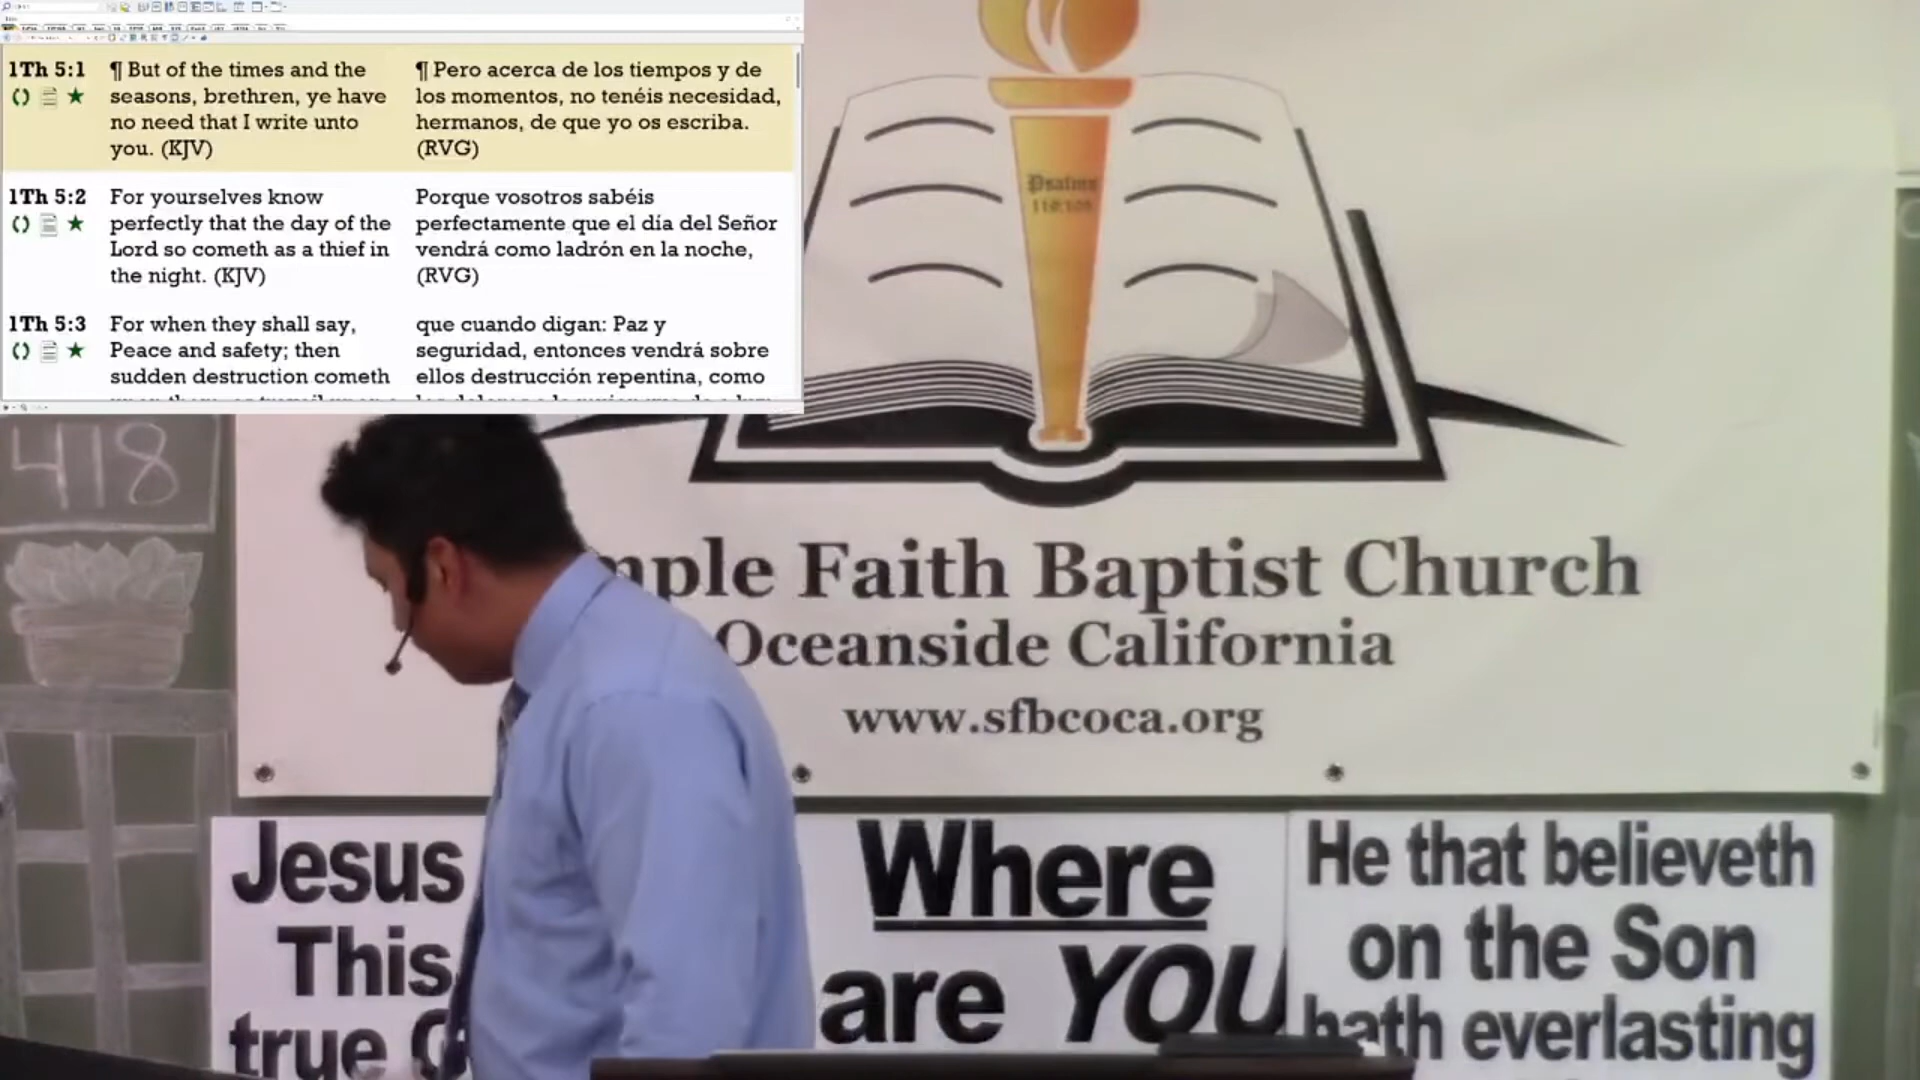 1Th 5:1
¶ But of the times and the
seasons, brethren, ye have
no need that I write unto
you. (KJV)
¶ Pero acerca de los tiempos y de
los momentos, no tenéis necesidad,
hermanos, de que yo os escriba.
(RVG)
1Th 5:2
For yourselves know
perfectly that the day of the
Lord so cometh as a thief in
the night. (KJV)
Porque vosotros sabéis
perfectamente que el día del Señor
vendrá como ladrón en la noche,
(RVG)
1Th 5:3
For when they shall say,
Peace and safety; then
sudden destruction cometh
que cuando digan: Paz y
seguridad, entonces vendrá sobre
ellos destrucción repentina, como
Psalms
119:105
418
mple Faith Baptist Church
Oceanside California
www.sfbcoca.org
Jesus
This
true
Where
are YOU
He that believeth
on the Son
hath everlasting